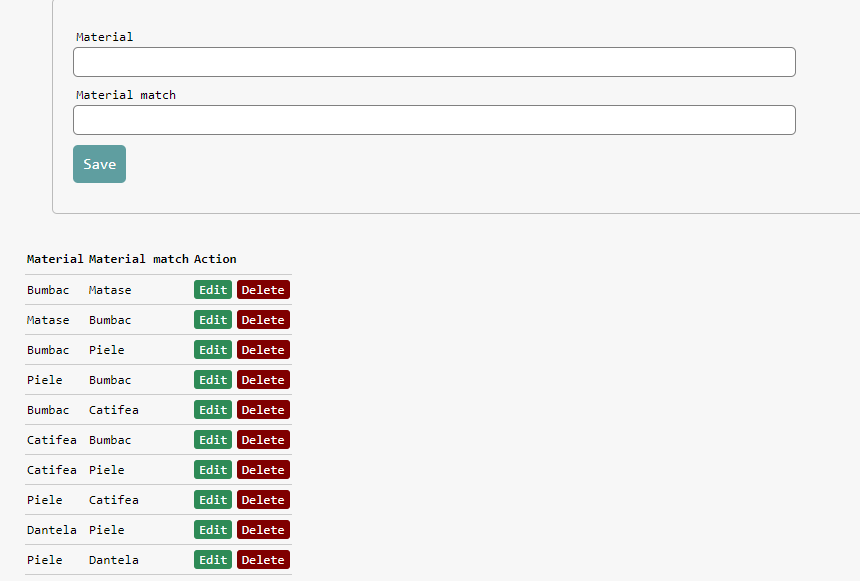 Material
Material match
Save
Material Material match Action
Bumbac Matase Edit Delete
Matase Bumbac Edit Delete
Bumbac Piele Edit Delete
Piele Bumbac Edit Delete
Bumbac Catifea Edit Delete
Catifea Bumbac Edit Delete
Catifea Piele Edit Delete
Piele Catifea Edit Delete
Dantela Piele Edit Delete
Piele Dantela Edit Delete